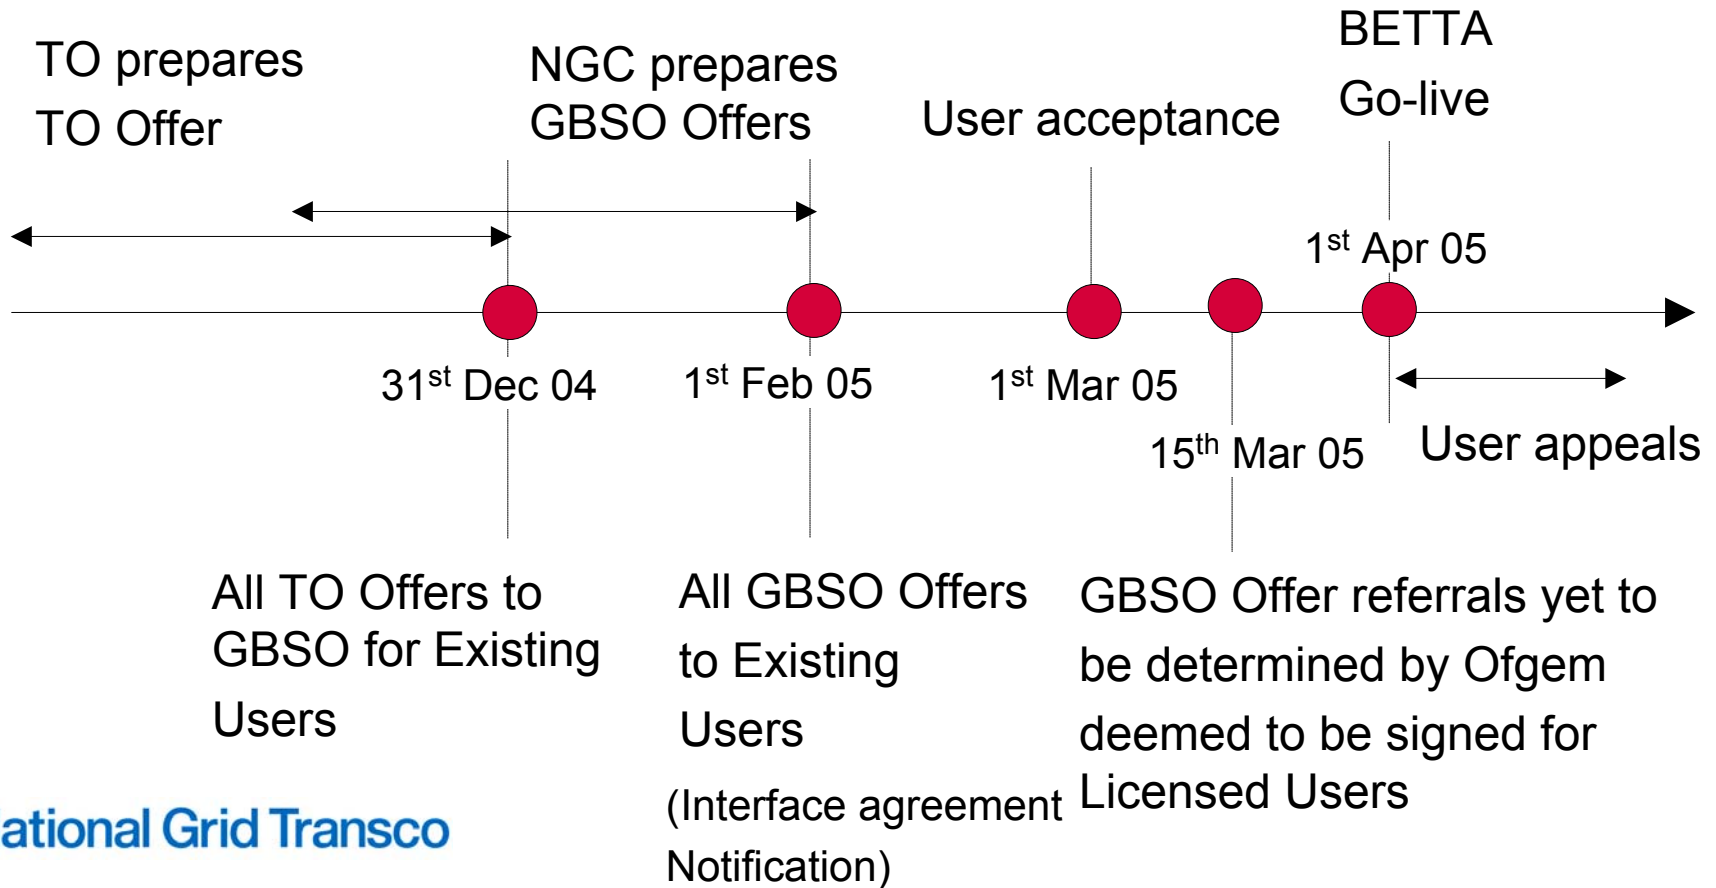 TO prepares
TO Offer
NGC prepares
GBSO Offers
User acceptance
BETTA
Go-live
1st Apr 05
31st Dec 04
1st Feb 05
1st Mar 05
15th Mar 05
User appeals
All TO Offers to
GBSO for Existing
Users
All GBSO Offers
to Existing
Users
(Interface agreement
Notification)
GBSO Offer referrals yet to
be determined by Ofgem
deemed to be signed for
Licensed Users
ational Grid Transco